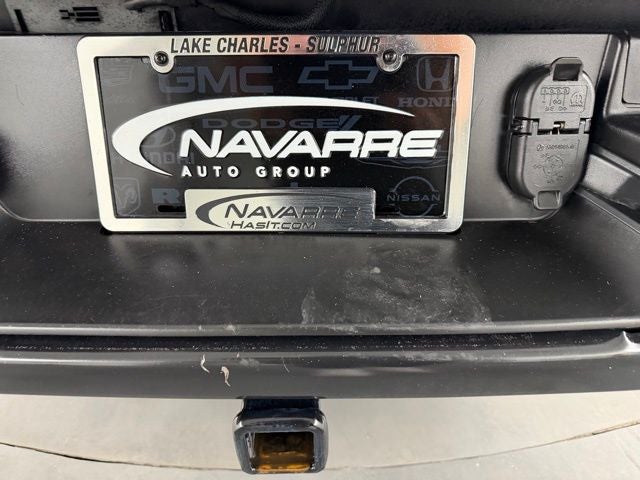 LAKE CHARLES - SULPHUR
GMC
HONDA
DODGE
NAVARRE
AUTO GROUP
NISSAN
NAVARRE
HASIT.COM